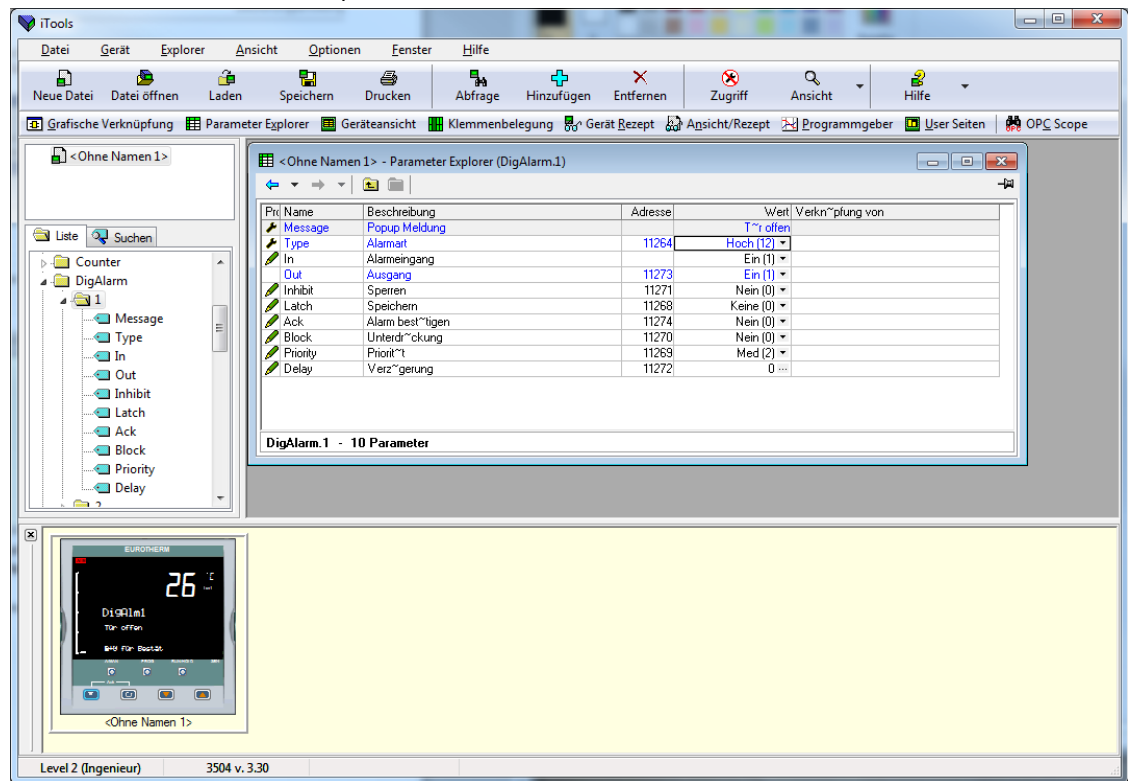 iTools
Datei Gerät Explorer Ansicht Optionen Fenster Hilfe
Neue Datei Datei öffnen Laden Speichern Drucken Abfrage Hinzufügen Entfernen Zugriff Ansicht Hilfe
Grafische Verknüpfung Parameter Explorer Geräteansicht Klemmenbelegung Gerät Rezept Ansicht/Rezept Programmgeber User Seiten OPC Scope
<Ohne Namen 1>
Liste Suchen
Counter
DigAlarm
1
Message
Type
In
Out
Inhibit
Latch
Ack
Block
Priority
Delay
2
<Ohne Namen 1> - Parameter Explorer (DigAlarm.1)
Pro Name Beschreibung Adresse Wert Verkn~pfung von
Message Popup Meldung T~r offen
Type Alarmart 11264 Hoch (12)
In Alarmeingang Ein (1)
Out Ausgang 11273 Ein (1)
Inhibit Sperren 11271 Nein (0)
Latch Speichern 11268 Keine (0)
Ack Alarm best~tigen 11274 Nein (0)
Block Unterdr~ckung 11270 Nein (0)
Priority Priorit~t 11269 Med (2)
Delay Verz~gerung 11272 0 ...
DigAlarm.1 - 10 Parameter
EUROTHERM
26 °C
DigAlm1
Tür offen
für Bestät
<Ohne Namen 1>
Level 2 (Ingenieur) 3504 v. 3.30